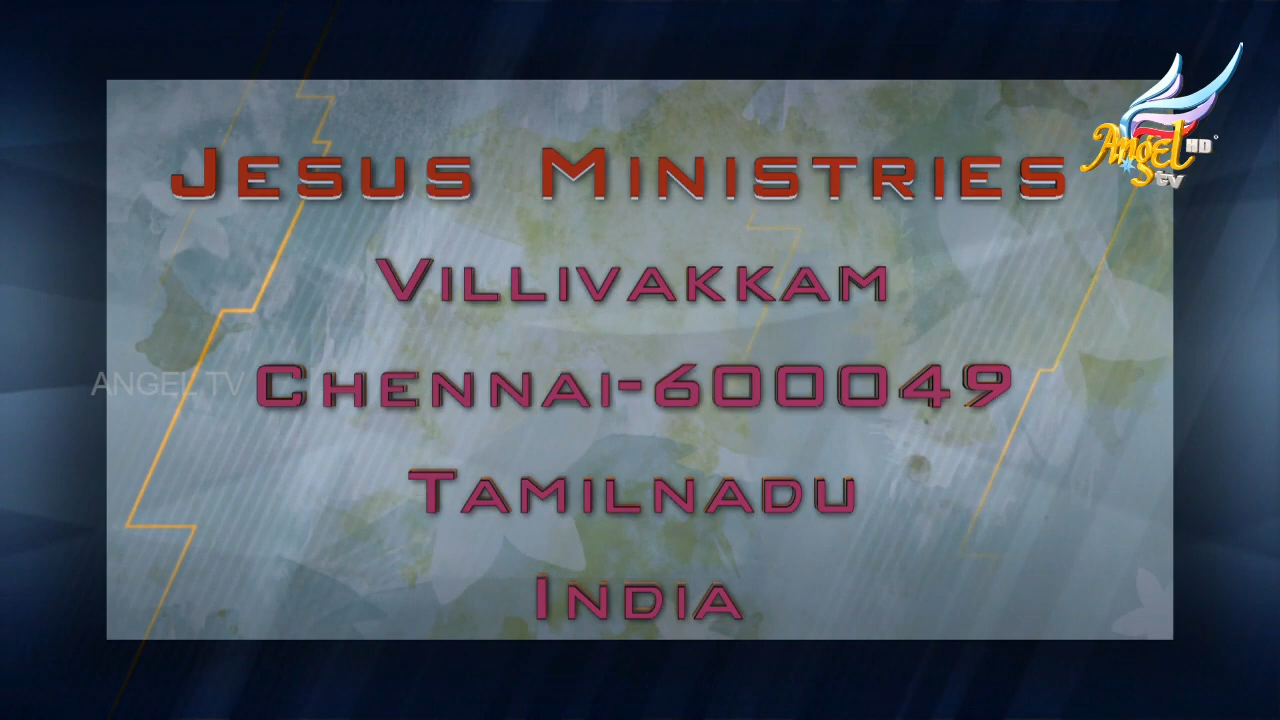 Jesus Ministries
Villivakkam
Chennai-600049
Tamilnadu
India
Angel HD
tv
ANGEL TV